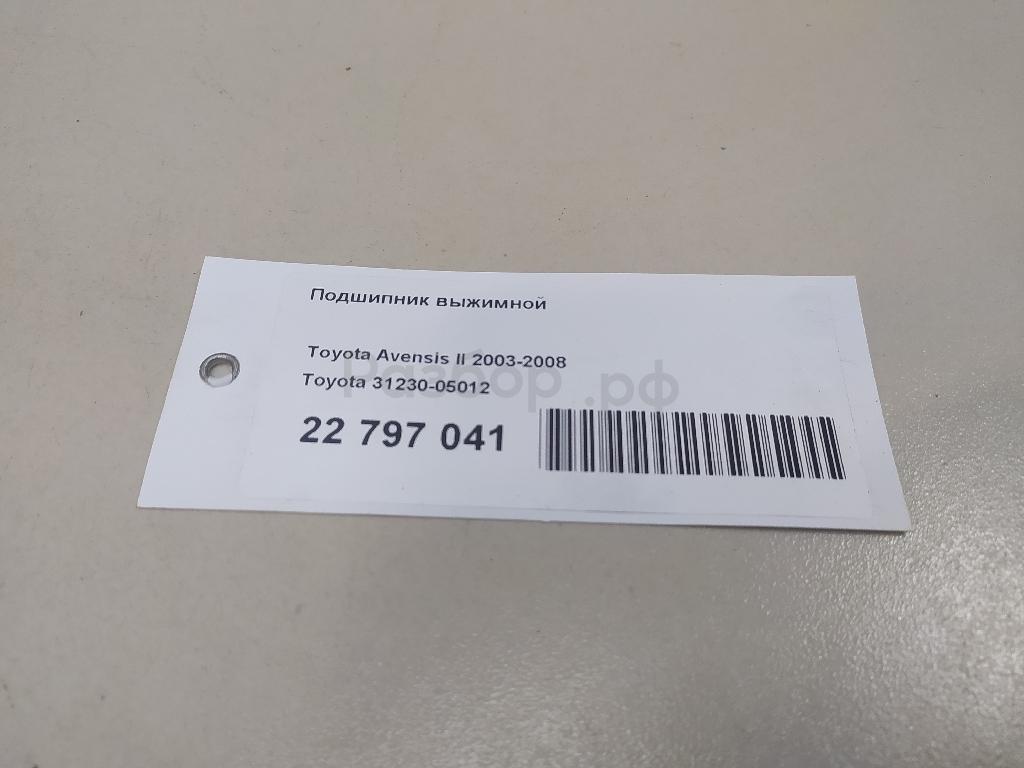 Подшипник выжимной
Toyota Avensis II 2003-2008
Toyota 31230-05012
Разбор.рф
22 797 041